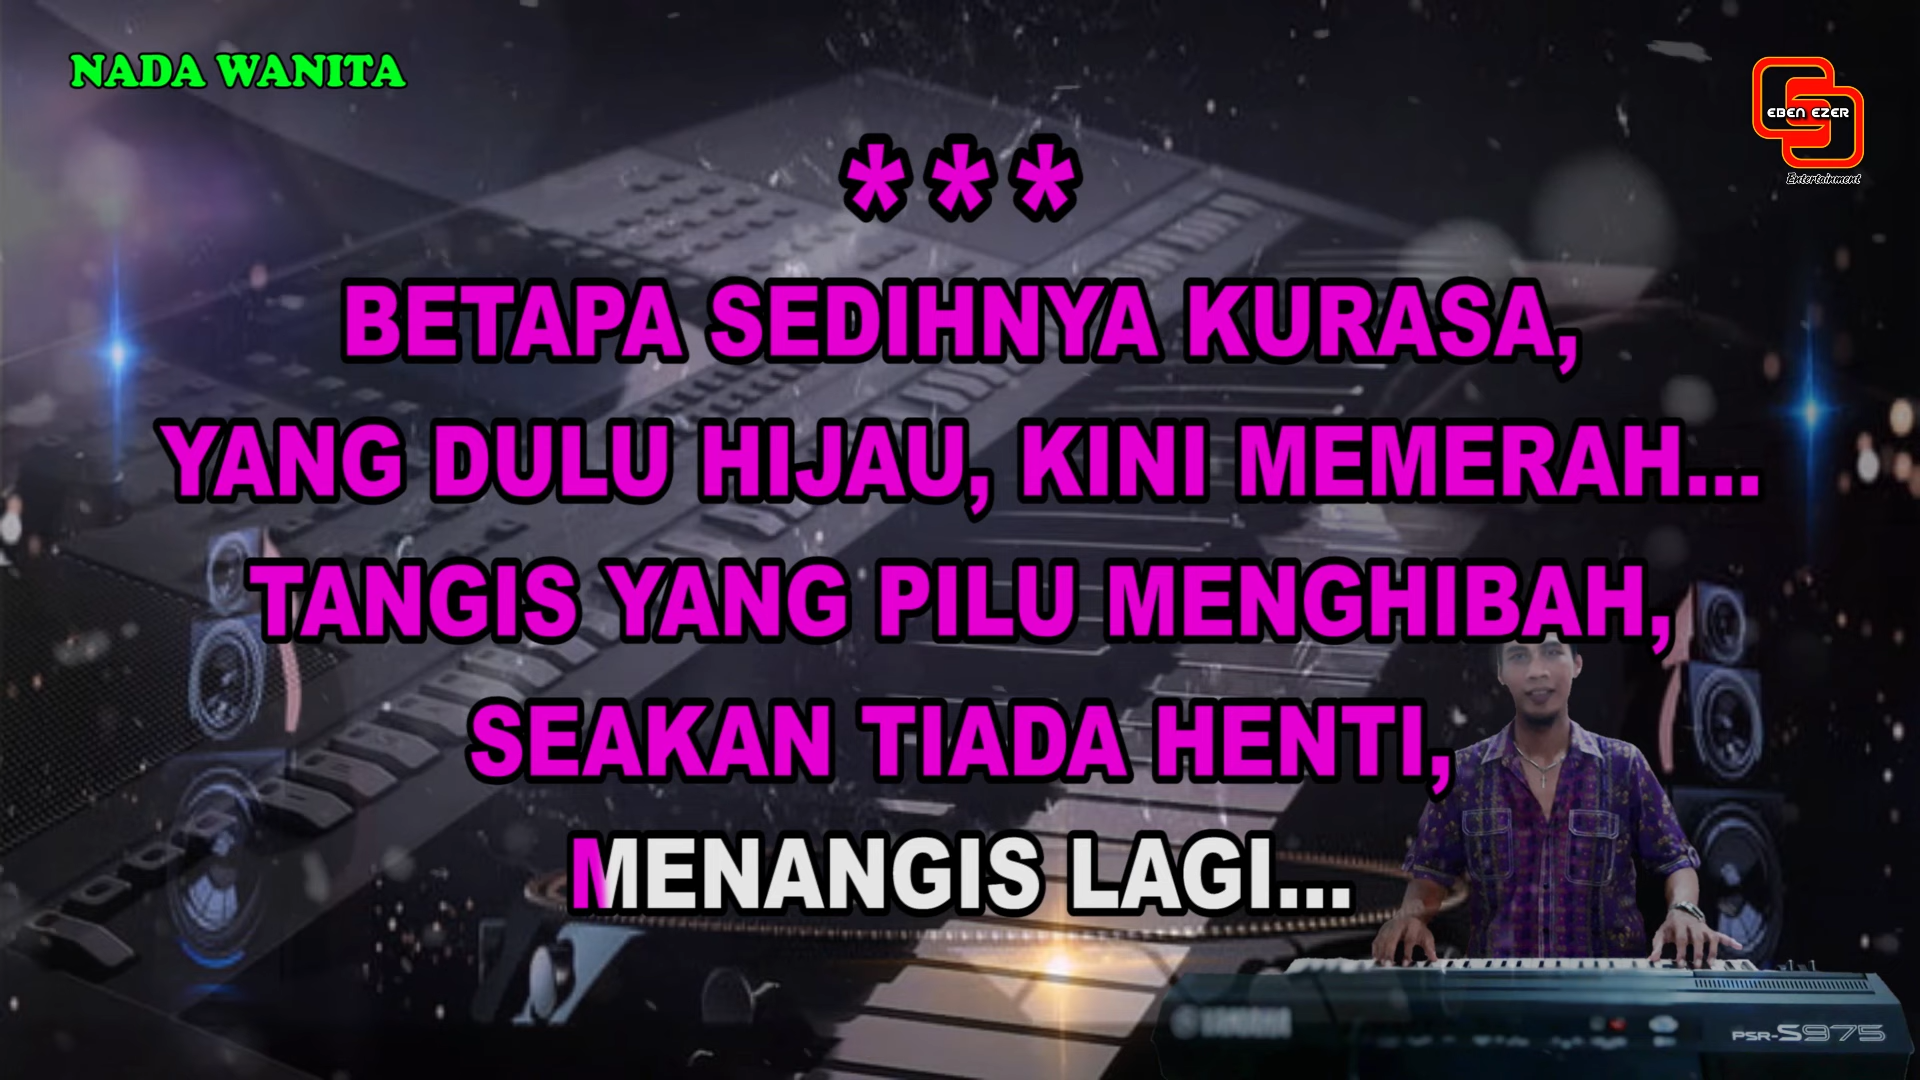 NADA WANITA
EBEN EZER
Entertainment
***
BETAPA SEDIHNYA KURASA,
YANG DULU HIJAU, KINI MEMERAH...
TANGIS YANG PILU MENGHIBAH,
SEAKAN TIADA HENTI,
MENANGIS LAGI...
YAMAHA
PSR-S975